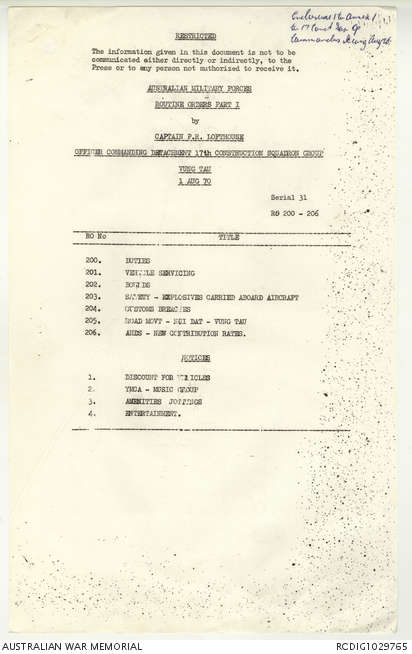 Enclosure 1 to Annex 1
to 17 Const Sqn Gp
Commanders Diary Aug 70
RESTRICTED
The information given in this document is not to be
communicated either directly or indirectly, to the
Press or to any person not authorized to receive it.
AUSTRALIAN MILITARY FORCES
ROUTINE ORDERS PART I
by
CAPTAIN P.R. LOFTHOUSE
OFFICER COMMANDING DETACHMENT 17th CONSTRUCTION SQUADRON GROUP
VUNG TAU
1 AUG 70
Serial 31
RO 200 - 206
RO No TITLE
200. DUTIES
201. VEHICLE SERVICING
202. BOUNDS
203. SAFETY - EXPLOSIVES CARRIED ABOARD AIRCRAFT
204. CUSTOMS BREACHES
205. ROAD MOVT - NUI DAT - VUNG TAU
206. - NEW CONTRIBUTION RATES.
NOTICES
1. DISCOUNT FOR VEHICLES
2. YMCA - MUSIC GROUP
3. AMENITIES JOTTINGS
4. ENTERTAINMENT.
AUSTRALIAN WAR MEMORIAL
RCDIG1029765